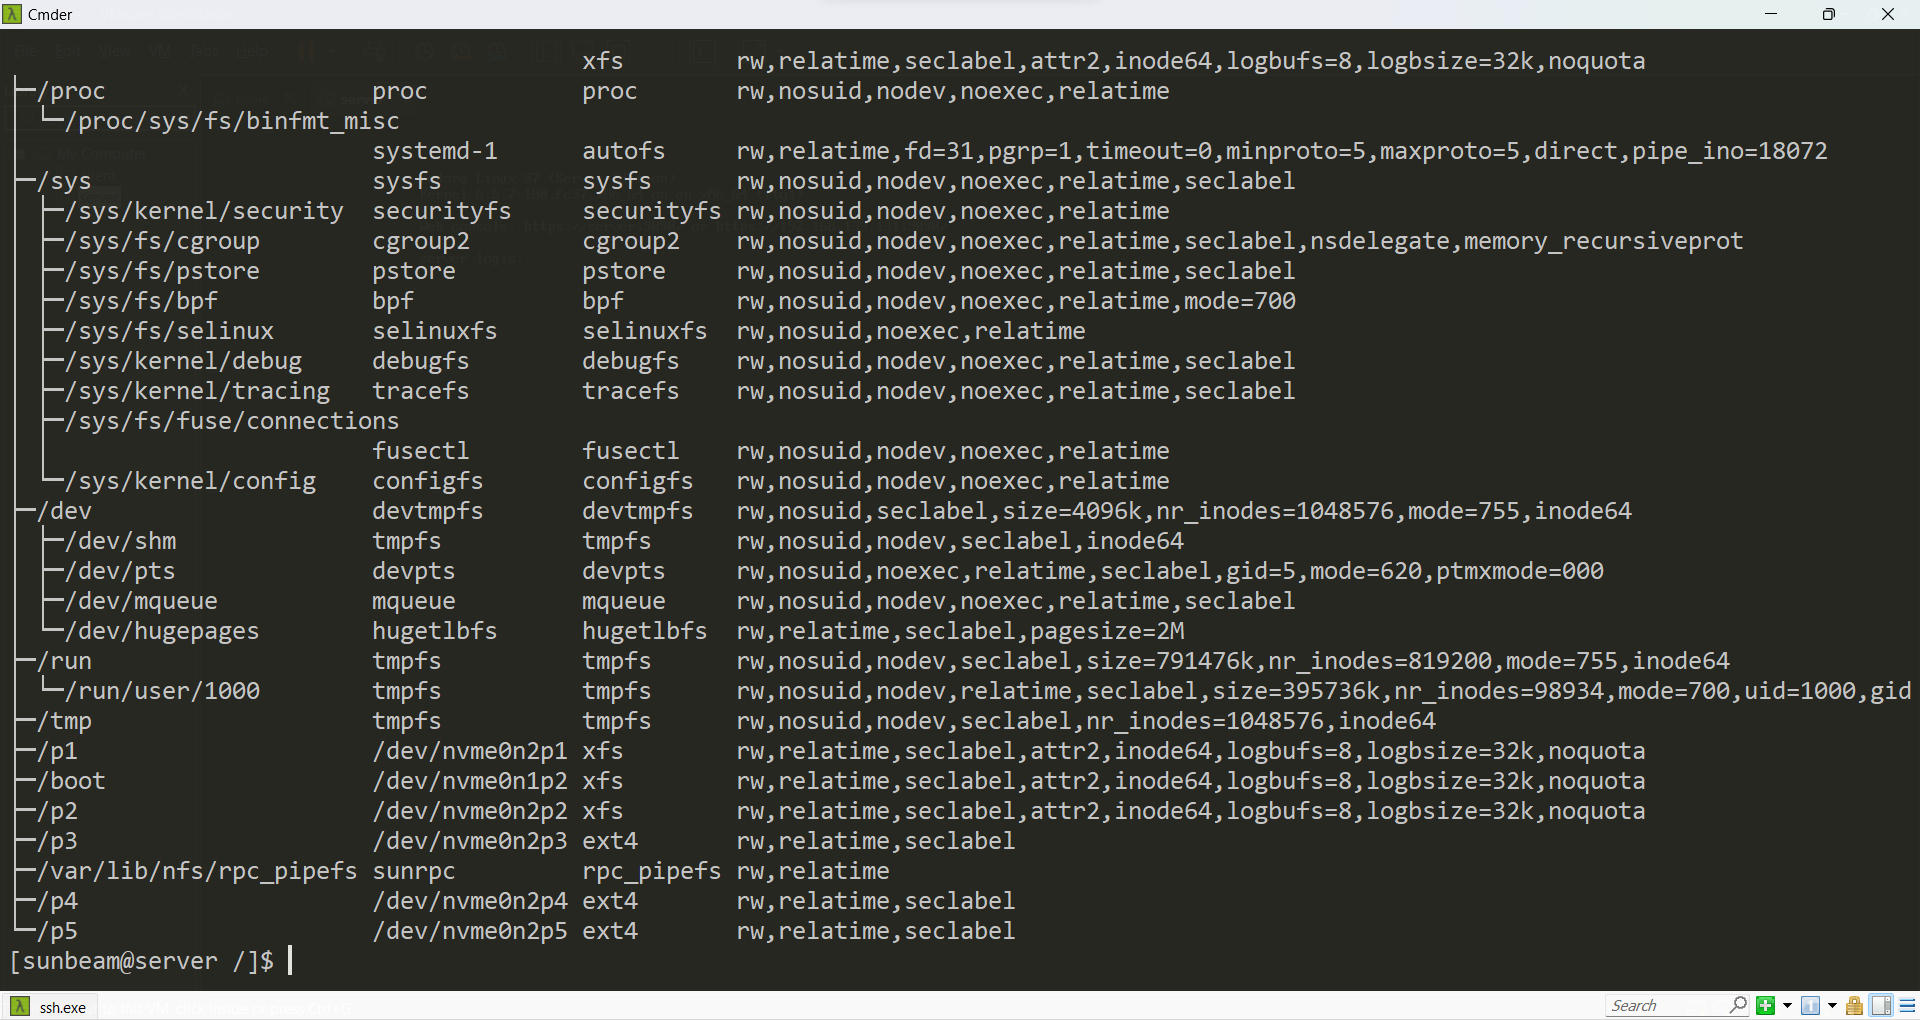 Cmder
xfs rw,relatime,seclabel,attr2,inode64,logbufs=8,logbsize=32k,noquota
├─/proc proc proc rw,nosuid,nodev,noexec,relatime
│ └─/proc/sys/fs/binfmt_misc
│ systemd-1 autofs rw,relatime,fd=31,pgrp=1,timeout=0,minproto=5,maxproto=5,direct,pipe_ino=18072
├─/sys sysfs sysfs rw,nosuid,nodev,noexec,relatime,seclabel
│ ├─/sys/kernel/security securityfs securityfs rw,nosuid,nodev,noexec,relatime
│ ├─/sys/fs/cgroup cgroup2 cgroup2 rw,nosuid,nodev,noexec,relatime,seclabel,nsdelegate,memory_recursiveprot
│ ├─/sys/fs/pstore pstore pstore rw,nosuid,nodev,noexec,relatime,seclabel
│ ├─/sys/fs/bpf bpf bpf rw,nosuid,nodev,noexec,relatime,mode=700
│ ├─/sys/fs/selinux selinuxfs selinuxfs rw,nosuid,noexec,relatime
│ ├─/sys/kernel/debug debugfs debugfs rw,nosuid,nodev,noexec,relatime,seclabel
│ ├─/sys/kernel/tracing tracefs tracefs rw,nosuid,nodev,noexec,relatime,seclabel
│ ├─/sys/fs/fuse/connections
│ │ fusectl fusectl rw,nosuid,nodev,noexec,relatime
│ └─/sys/kernel/config configfs configfs rw,nosuid,nodev,noexec,relatime
├─/dev devtmpfs devtmpfs rw,nosuid,seclabel,size=4096k,nr_inodes=1048576,mode=755,inode64
│ ├─/dev/shm tmpfs tmpfs rw,nosuid,nodev,seclabel,inode64
│ ├─/dev/pts devpts devpts rw,nosuid,noexec,relatime,seclabel,gid=5,mode=620,ptmxmode=000
│ ├─/dev/mqueue mqueue mqueue rw,nosuid,nodev,noexec,relatime,seclabel
│ └─/dev/hugepages hugetlbfs hugetlbfs rw,relatime,seclabel,pagesize=2M
├─/run tmpfs tmpfs rw,nosuid,nodev,seclabel,size=791476k,nr_inodes=819200,mode=755,inode64
│ └─/run/user/1000 tmpfs tmpfs rw,nosuid,nodev,relatime,seclabel,size=395736k,nr_inodes=98934,mode=700,uid=1000,gid
├─/tmp tmpfs tmpfs rw,nosuid,nodev,seclabel,nr_inodes=1048576,inode64
├─/p1 /dev/nvme0n2p1 xfs rw,relatime,seclabel,attr2,inode64,logbufs=8,logbsize=32k,noquota
├─/boot /dev/nvme0n1p2 xfs rw,relatime,seclabel,attr2,inode64,logbufs=8,logbsize=32k,noquota
├─/p2 /dev/nvme0n2p2 xfs rw,relatime,seclabel,attr2,inode64,logbufs=8,logbsize=32k,noquota
├─/p3 /dev/nvme0n2p3 ext4 rw,relatime,seclabel
├─/var/lib/nfs/rpc_pipefs sunrpc rpc_pipefs rw,relatime
├─/p4 /dev/nvme0n2p4 ext4 rw,relatime,seclabel
└─/p5 /dev/nvme0n2p5 ext4 rw,relatime,seclabel
[sunbeam@server /]$
ssh.exe Search